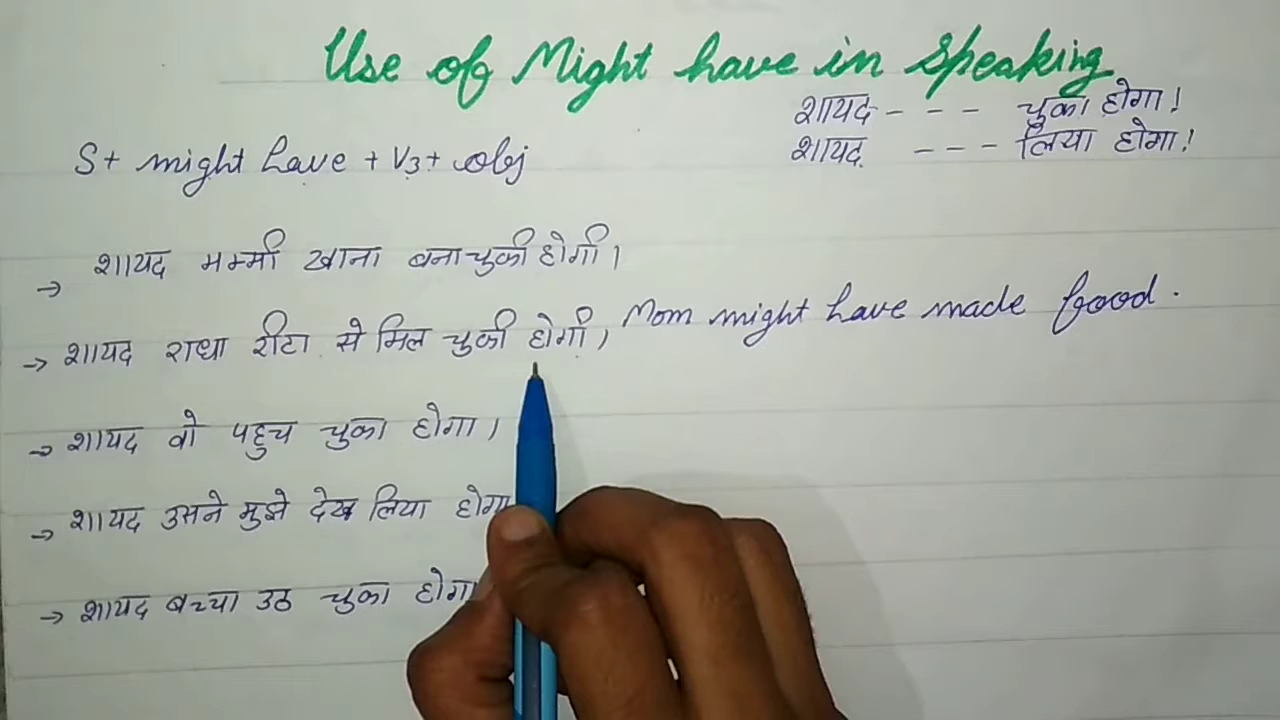 Use of Might have in Speaking
शायद - - - चुका होगा!
शायद - - - लिया होगा!
S+ might have + V3 + obj
→ शायद मम्मी खाना बना चुकी होगी।
Mom might have made food.
→ शायद राधा रीटा से मिल चुकी होगी,
→ शायद वो पहुच चुका होगा,
→ शायद उसने मुझे देख लिया होगा
→ शायद बच्चा उठ चुका होगा